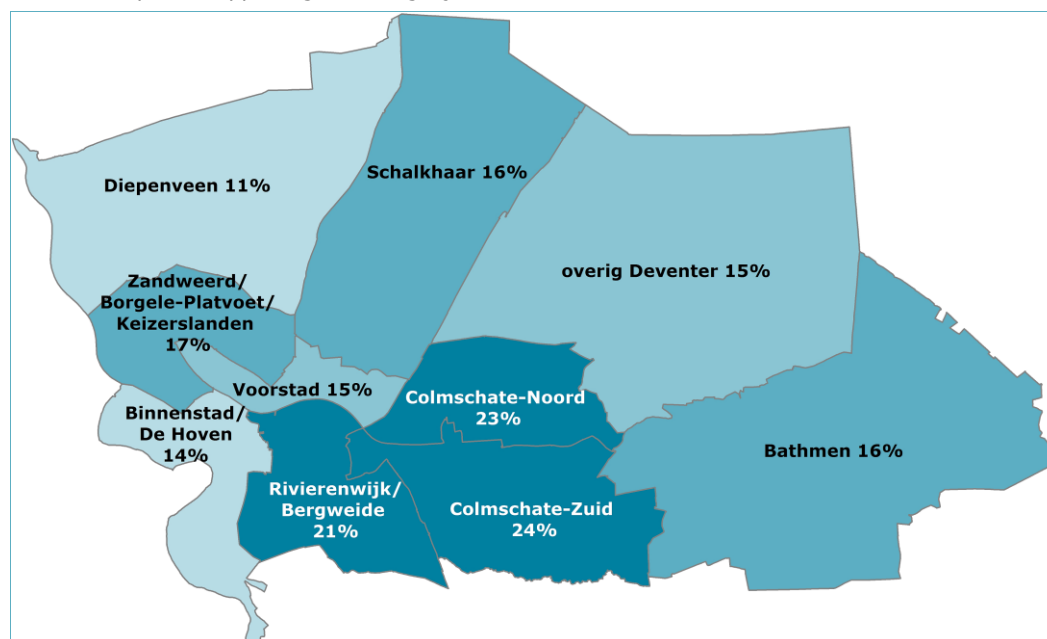 Diepenveen 11%
Schalkhaar 16%
overig Deventer 15%
Zandweerd/
Borgele-Platvoet/
Keizerslanden
17%
Voorstad 15%
Colmschate-Noord
23%
Binnenstad/
De Hoven
14%
Bathmen 16%
Rivierenwijk/
Bergweide
21%
Colmschate-Zuid
24%